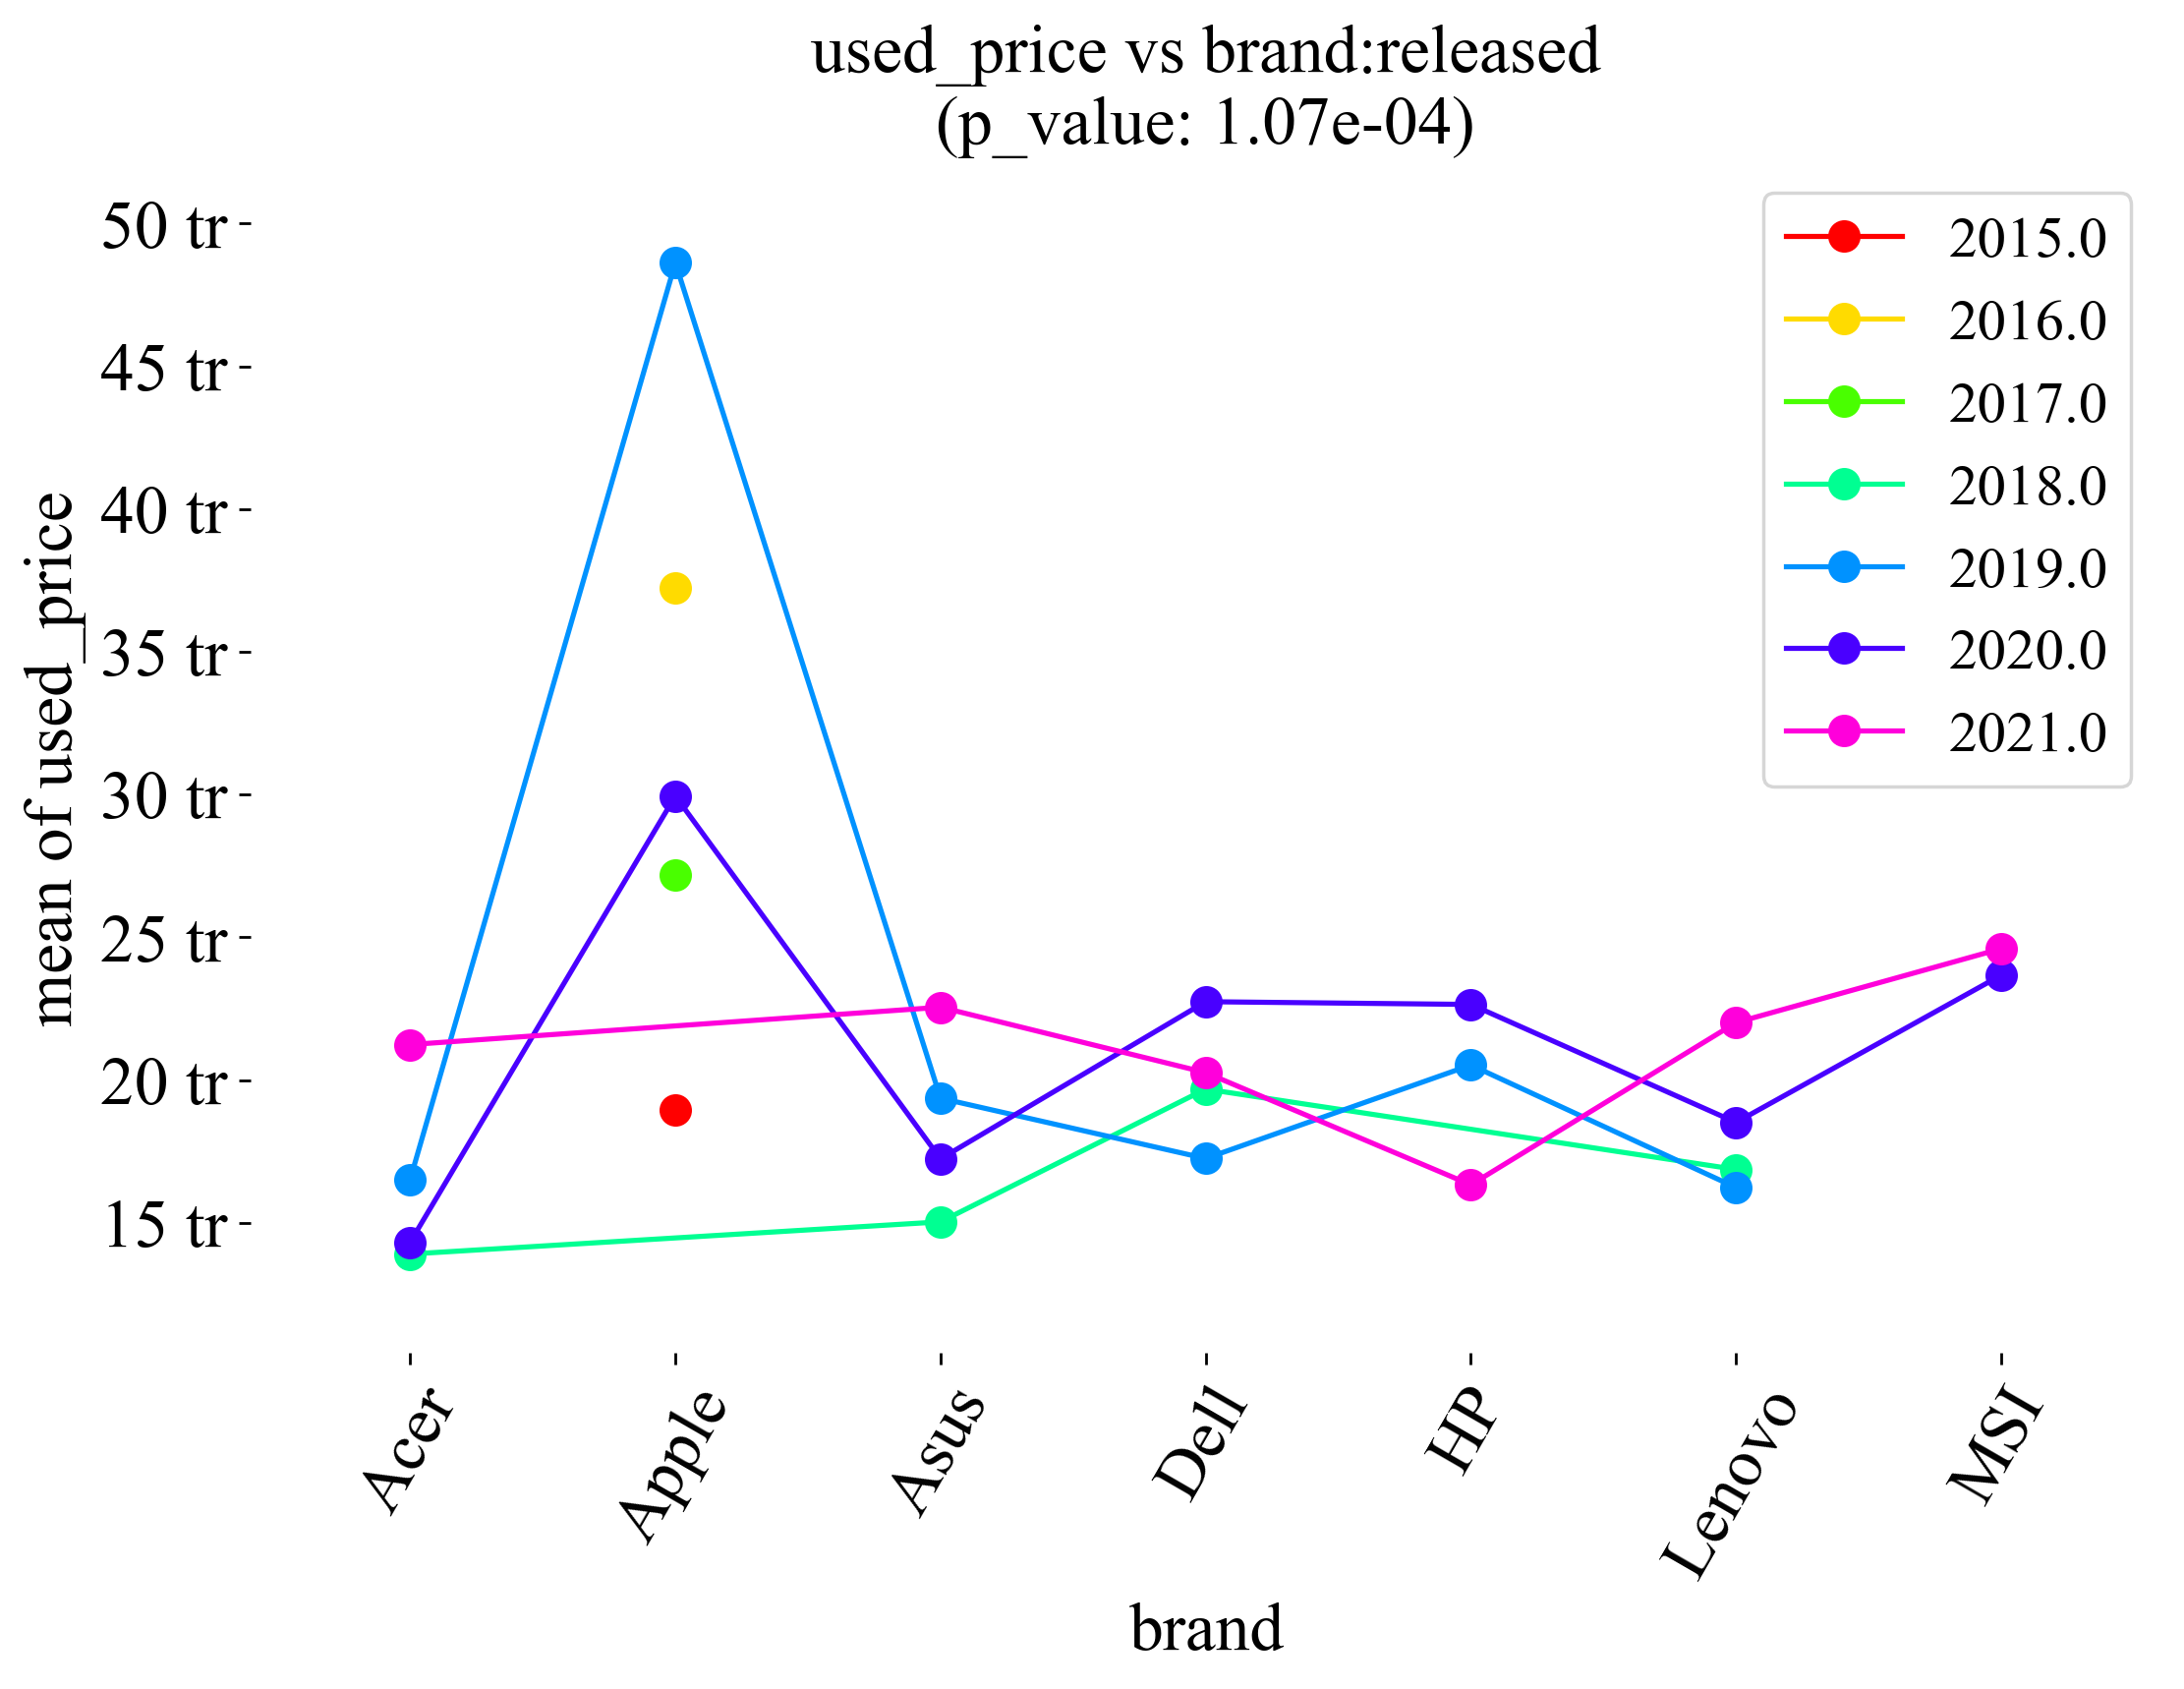 used_price vs brand:released
(p_value: 1.07e-04)
50 tr
45 tr
40 tr
35 tr
30 tr
25 tr
20 tr
15 tr
mean of used_price
2015.0
2016.0
2017.0
2018.0
2019.0
2020.0
2021.0
Acer
Apple
Asus
Dell
HP
Lenovo
MSI
brand